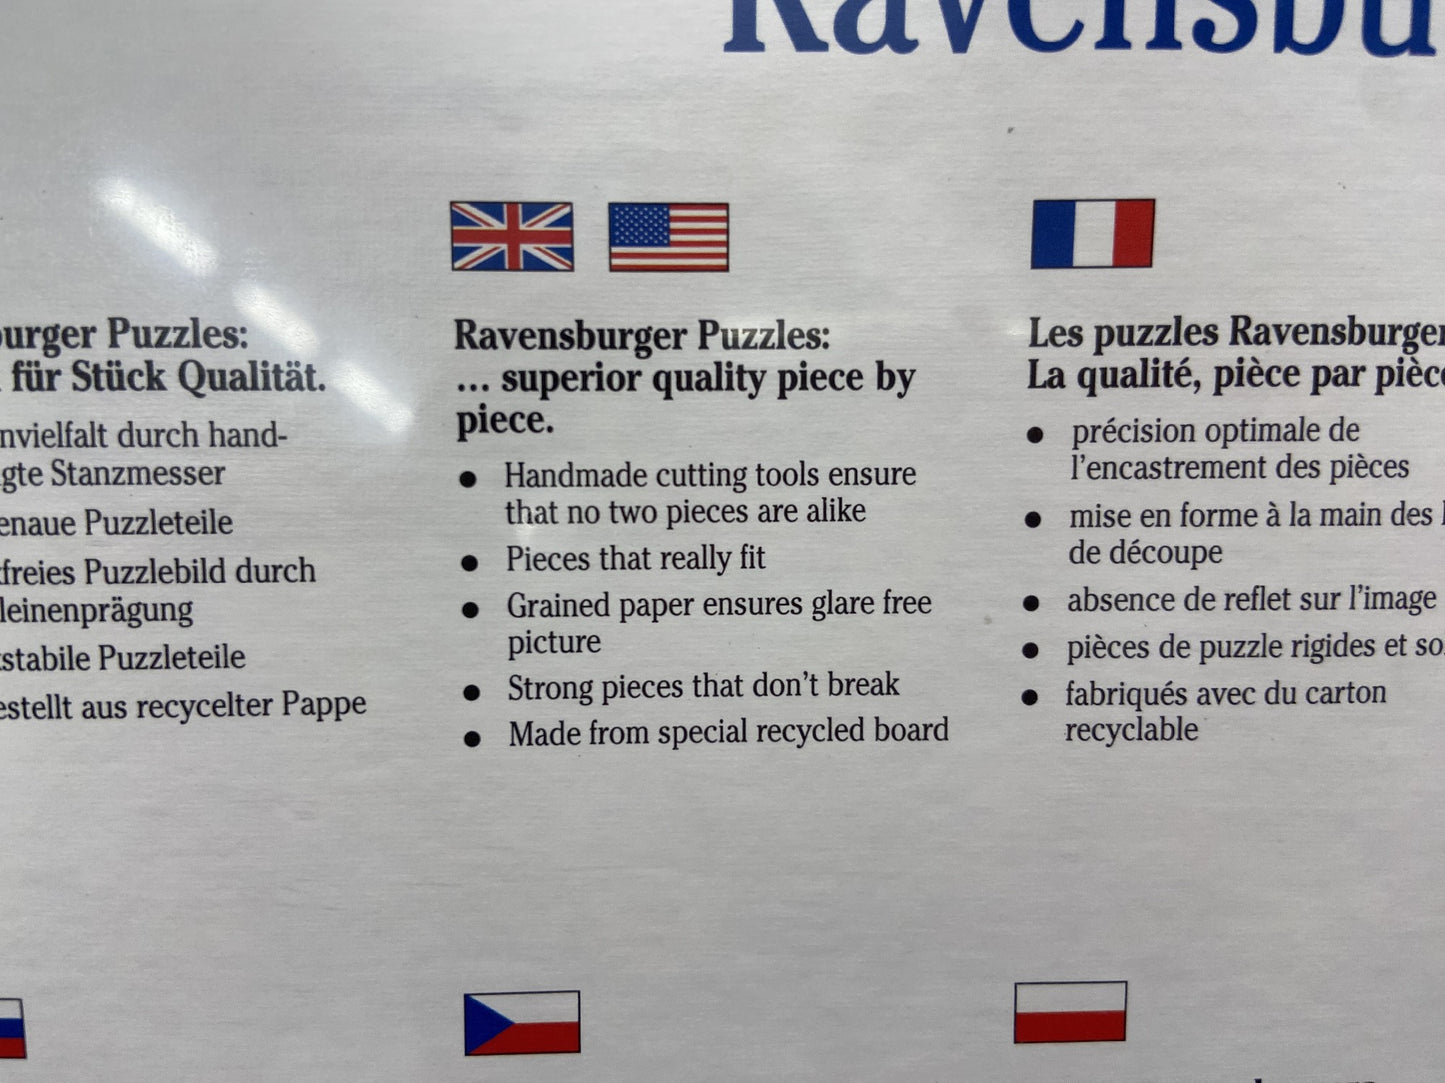 Ravensbu
burger Puzzles:
für Stück Qualität.
nvielfalt durch hand-
gte Stanzmesser
enaue Puzzleteile
freies Puzzlebild durch
leinenprägung
stabile Puzzleteile
estellt aus recycelter Pappe
Ravensburger Puzzles:
... superior quality piece by
piece.
● Handmade cutting tools ensure
that no two pieces are alike
● Pieces that really fit
● Grained paper ensures glare free
picture
● Strong pieces that don't break
● Made from special recycled board
Les puzzles Ravensburger
La qualité, pièce par pièc
● précision optimale de
l'encastrement des pièces
● mise en forme à la main des
de découpe
● absence de reflet sur l'image
● pièces de puzzle rigides et so
● fabriqués avec du carton
recyclable